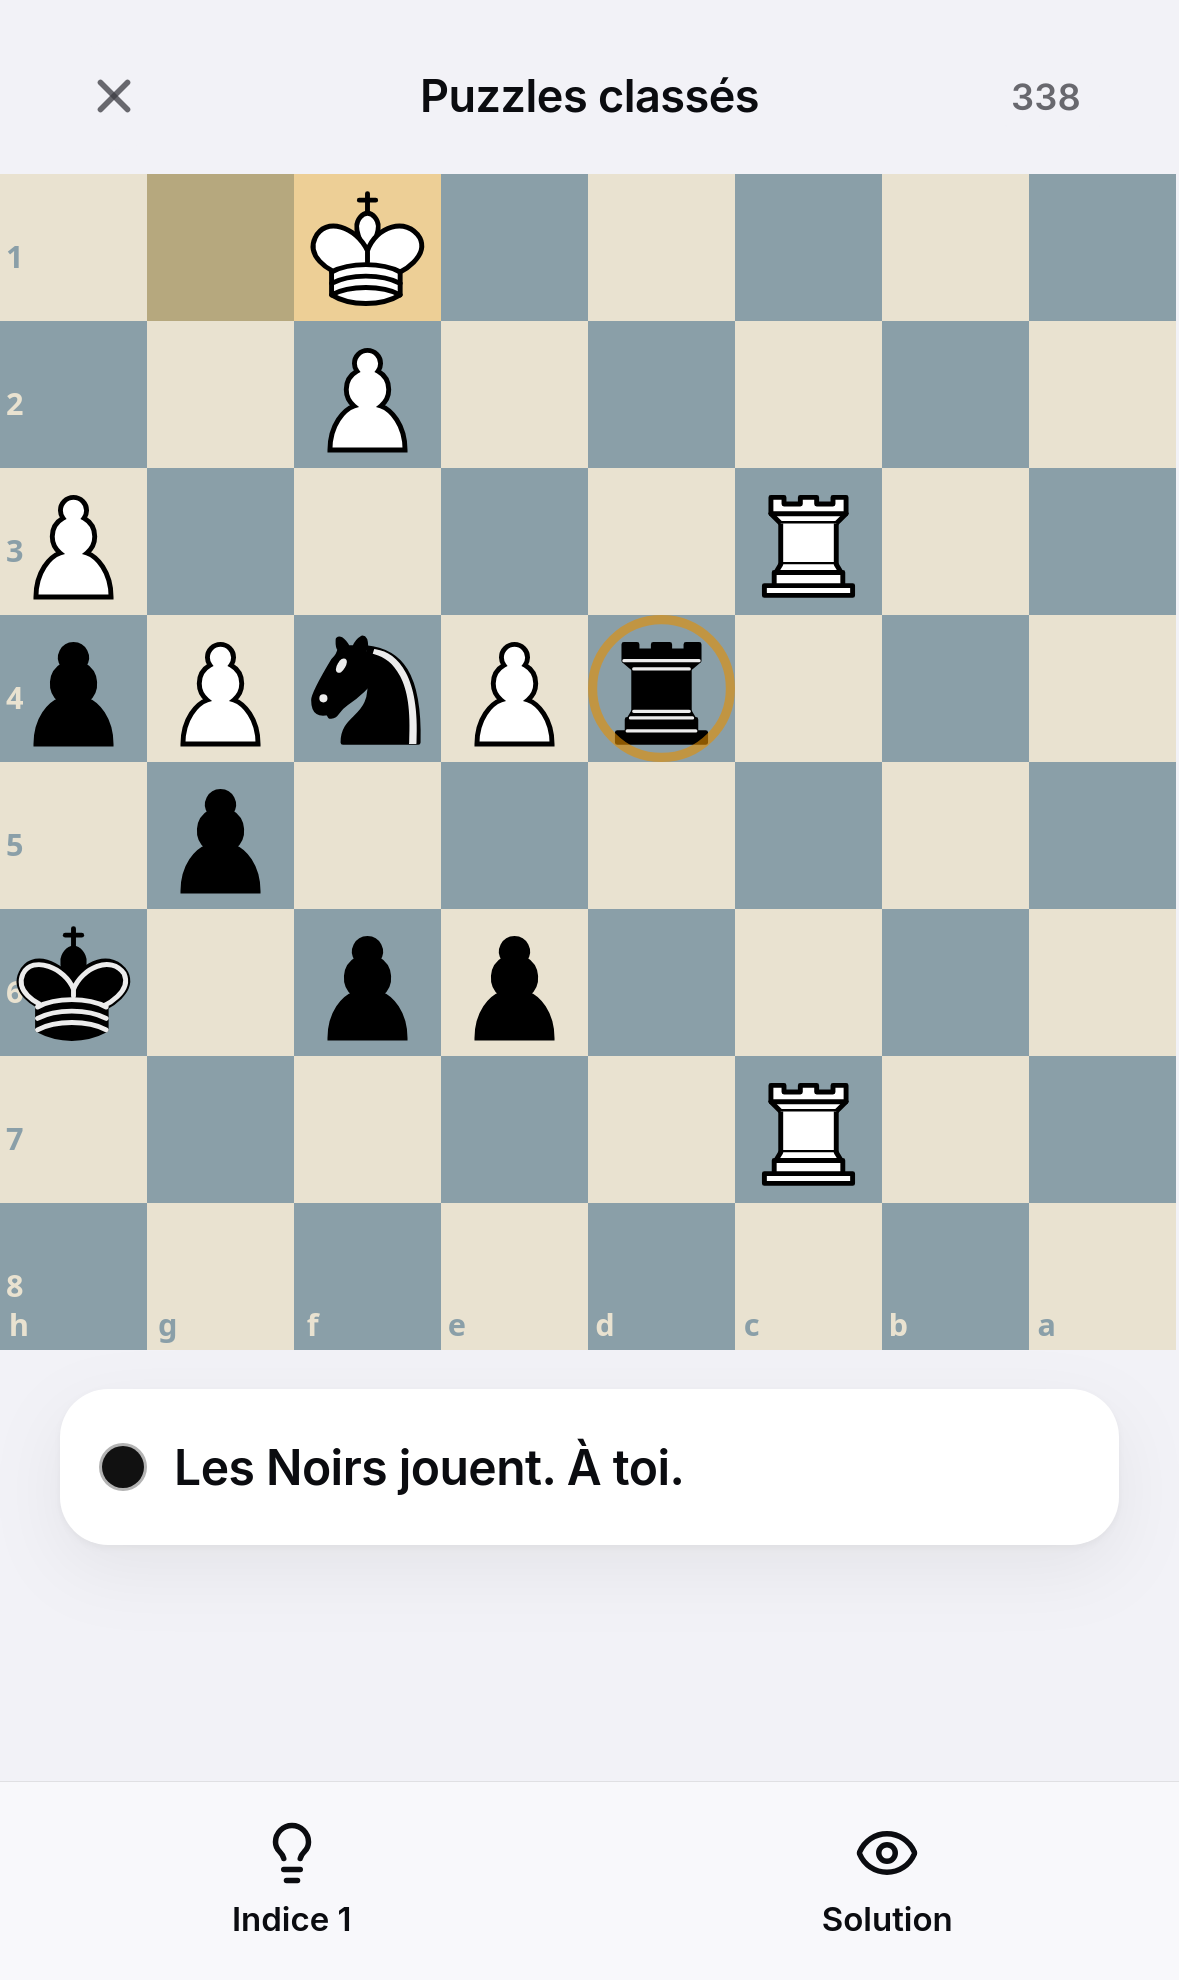 Puzzles classés 338
1
2
3
4
5
6
7
8
h g f e d c b a
Les Noirs jouent. À toi.
Indice 1 Solution